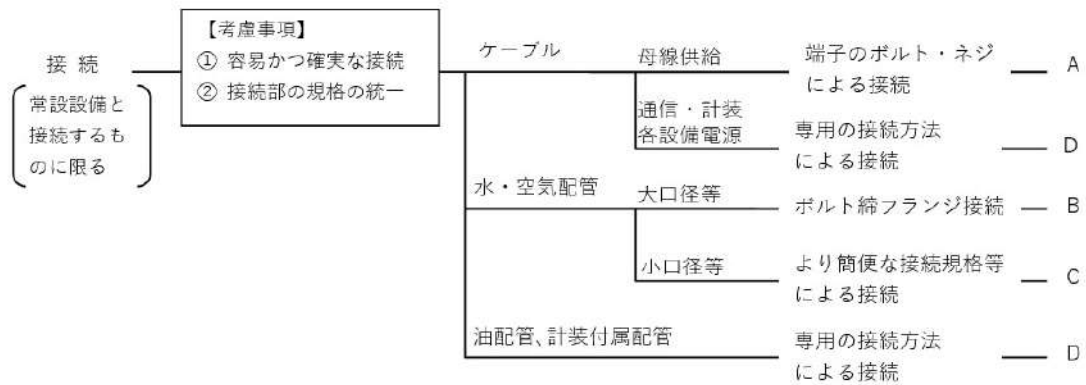 接 続
常設設備と
接続するも
のに限る
【考慮事項】
① 容易かつ確実な接続
② 接続部の規格の統一
ケーブル
母線供給
端子のボルト・ネジ
による接続
A
通信・計装
各設備電源
専用の接続方法
による接続
D
水・空気配管
大口径等
ボルト締フランジ接続
B
小口径等
より簡便な接続規格等
による接続
C
油配管、計装付属配管
専用の接続方法
による接続
D